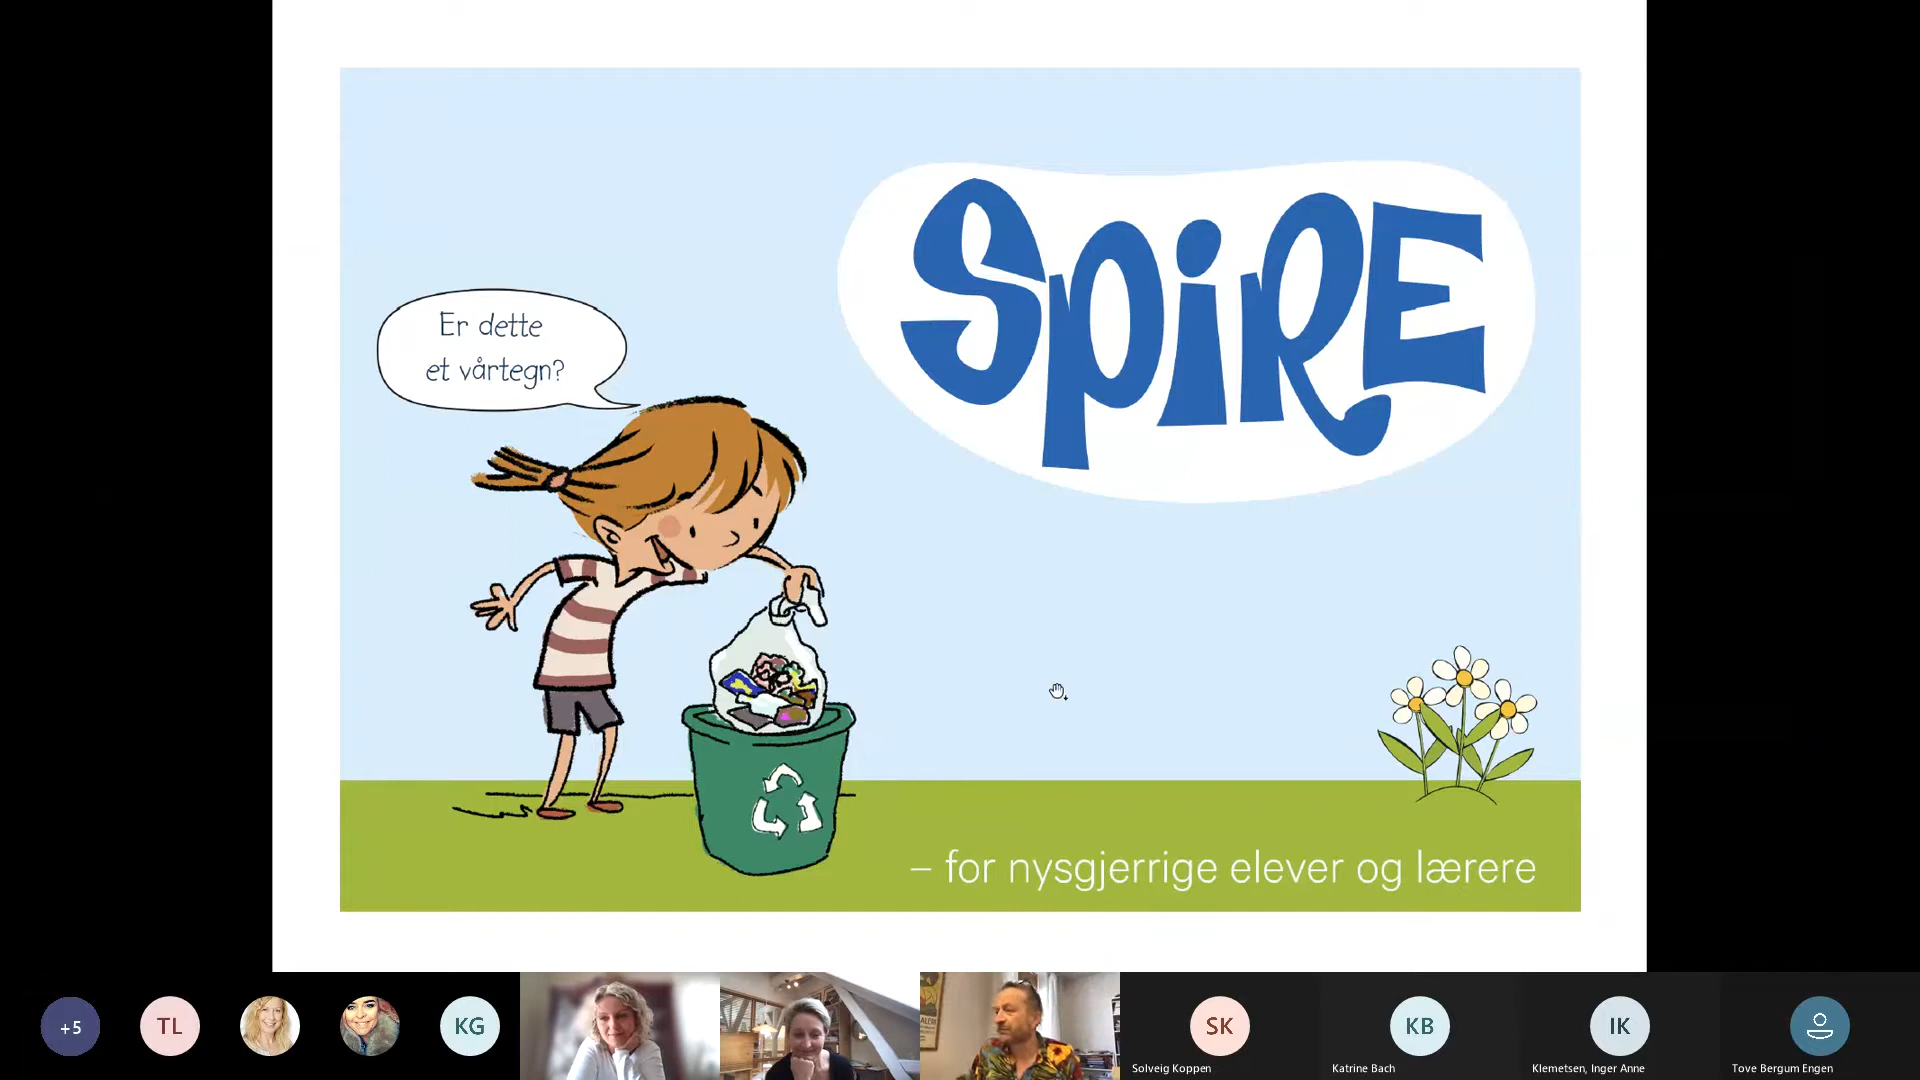 SpiRE
Er dette
et vårtegn?
– for nysgjerrige elever og lærere
+5
TL
KG
SK
KB
IK
Solveig Koppen
Katrine Bach
Klemetsen, Inger Anne
Tove Bergum Engen